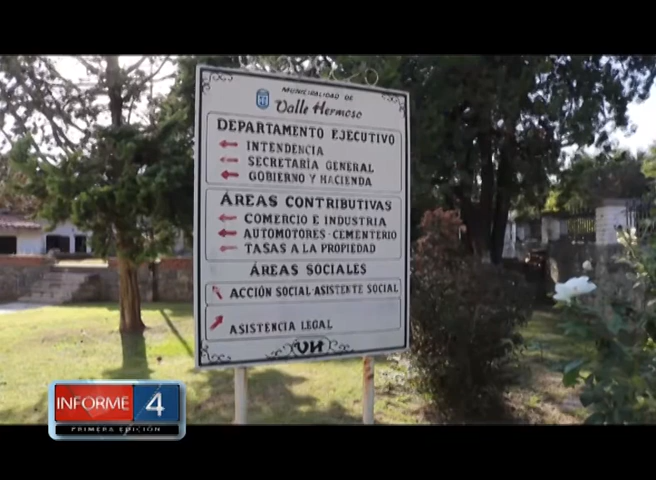 MUNICIPALIDAD DE
Valle Hermoso
DEPARTAMENTO EJECUTIVO
INTENDENCIA
SECRETARÍA GENERAL
GOBIERNO Y HACIENDA
ÁREAS CONTRIBUTIVAS
COMERCIO E INDUSTRIA
AUTOMOTORES-CEMENTERIO
TASAS A LA PROPIEDAD
ÁREAS SOCIALES
ACCIÓN SOCIAL-ASISTENTE SOCIAL
ASISTENCIA LEGAL
VH
INFORME 4
PRIMERA EDICIÓN